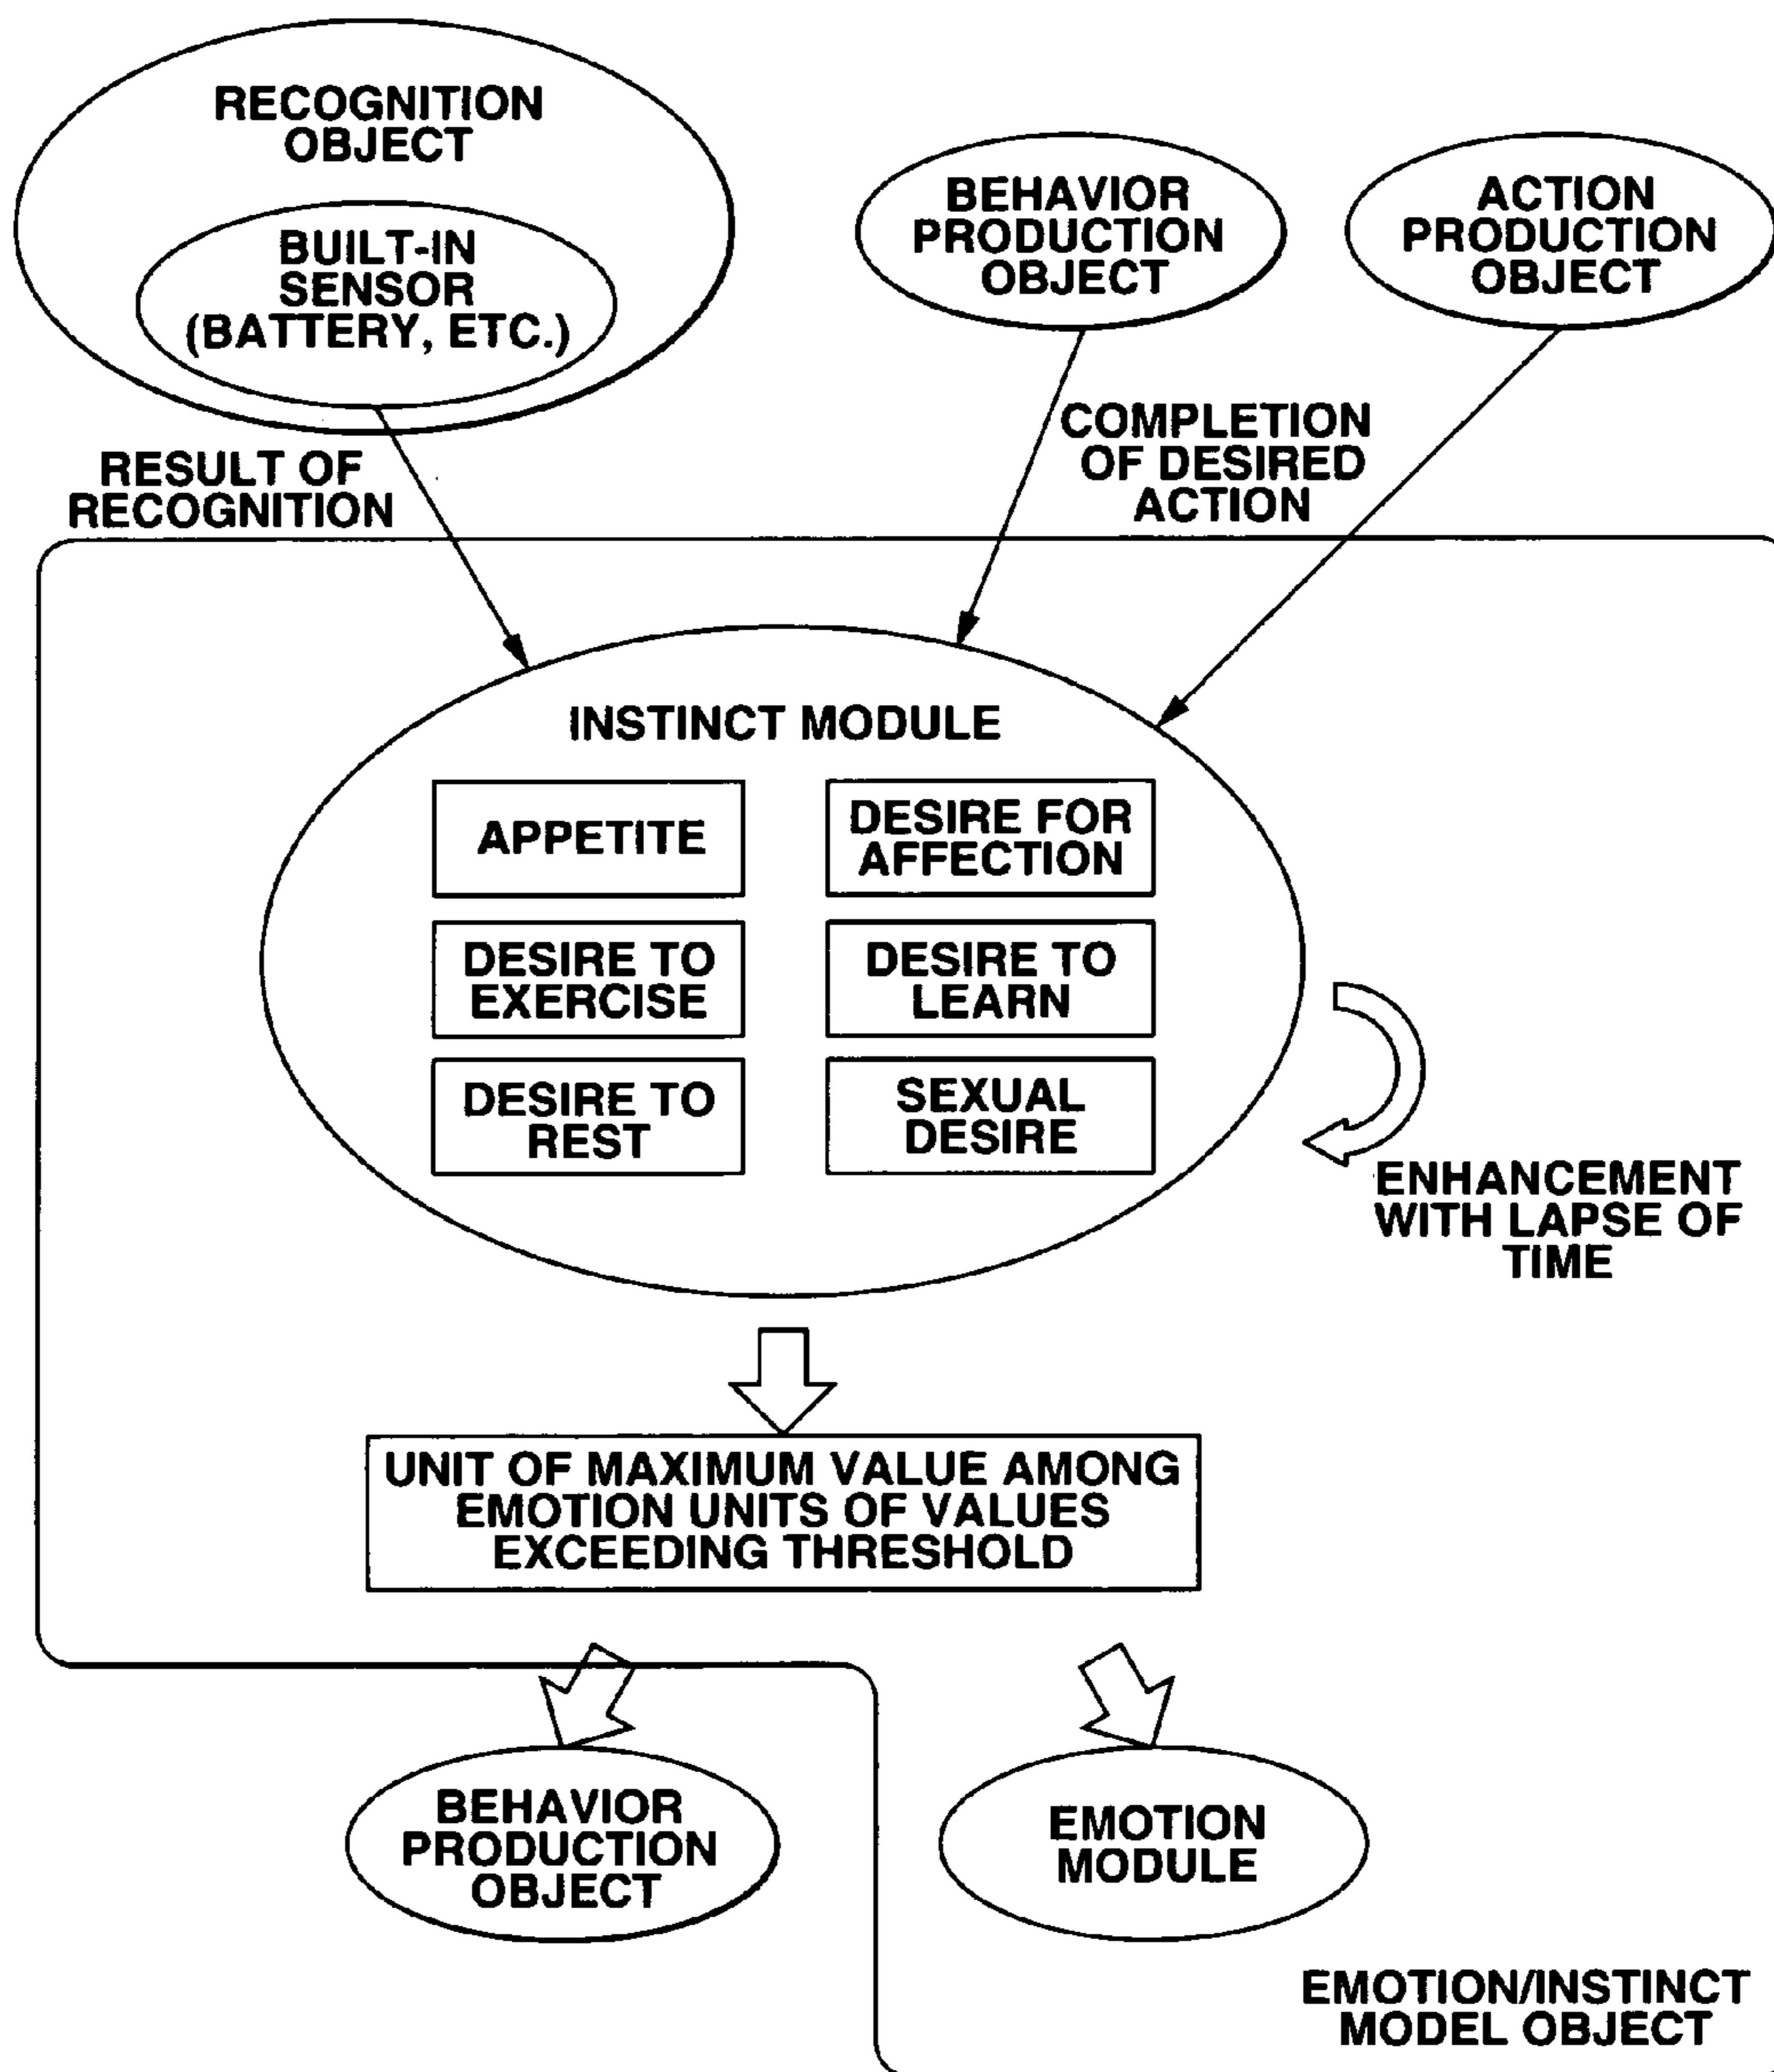 RECOGNITION
OBJECT
BUILT-IN
SENSOR
(BATTERY, ETC.)
BEHAVIOR
PRODUCTION
OBJECT
ACTION
PRODUCTION
OBJECT
RESULT OF
RECOGNITION
COMPLETION
OF DESIRED
ACTION
INSTINCT MODULE
APPETITE
DESIRE FOR
AFFECTION
DESIRE TO
EXERCISE
DESIRE TO
LEARN
DESIRE TO
REST
SEXUAL
DESIRE
ENHANCEMENT
WITH LAPSE OF
TIME
UNIT OF MAXIMUM VALUE AMONG
EMOTION UNITS OF VALUES
EXCEEDING THRESHOLD
BEHAVIOR
PRODUCTION
OBJECT
EMOTION
MODULE
EMOTION/INSTINCT
MODEL OBJECT